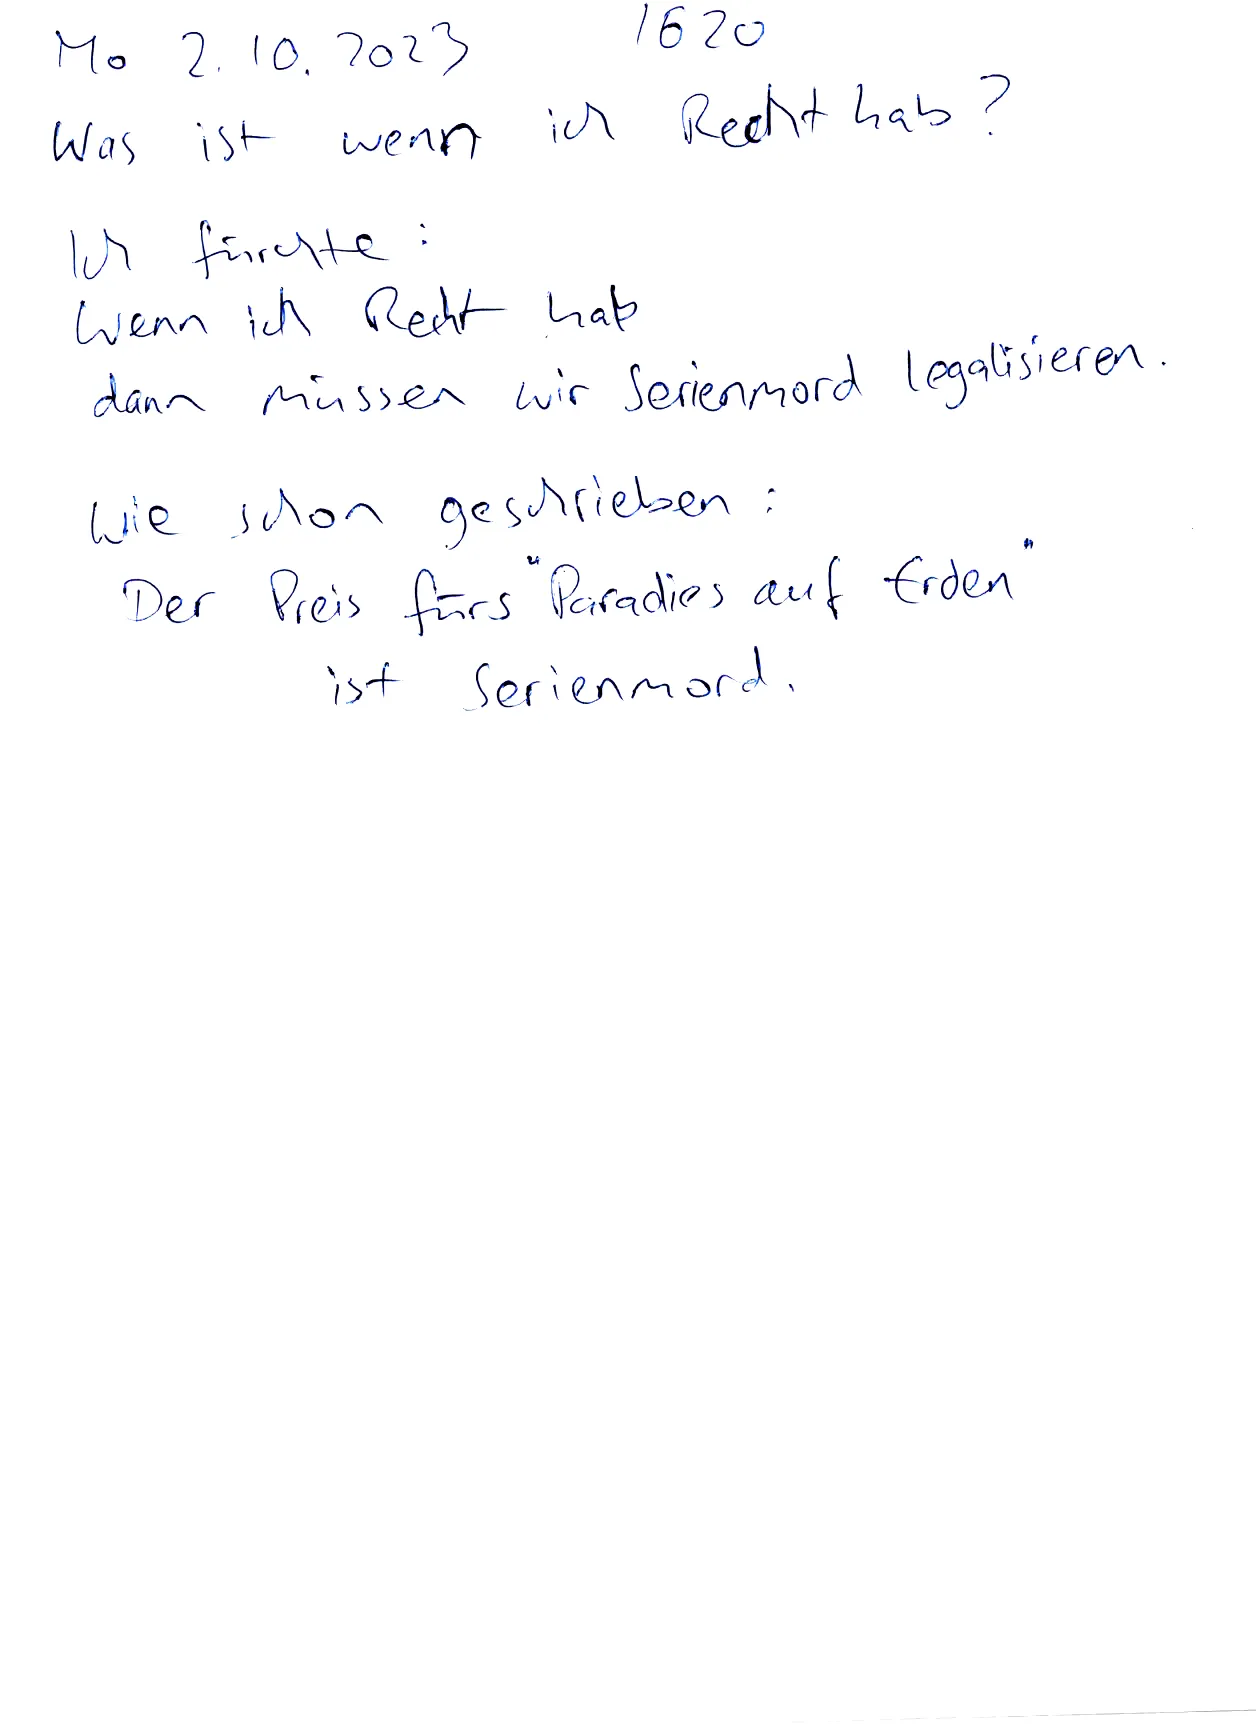 Mo 2.10.2023 1620
Was ist wenn ich Recht hab?
Ich fürchte:
Wenn ich Recht hab
dann müssen wir Serienmord legalisieren.
Wie schon geschrieben:
Der Preis fürs "Paradies auf Erden"
ist Serienmord.